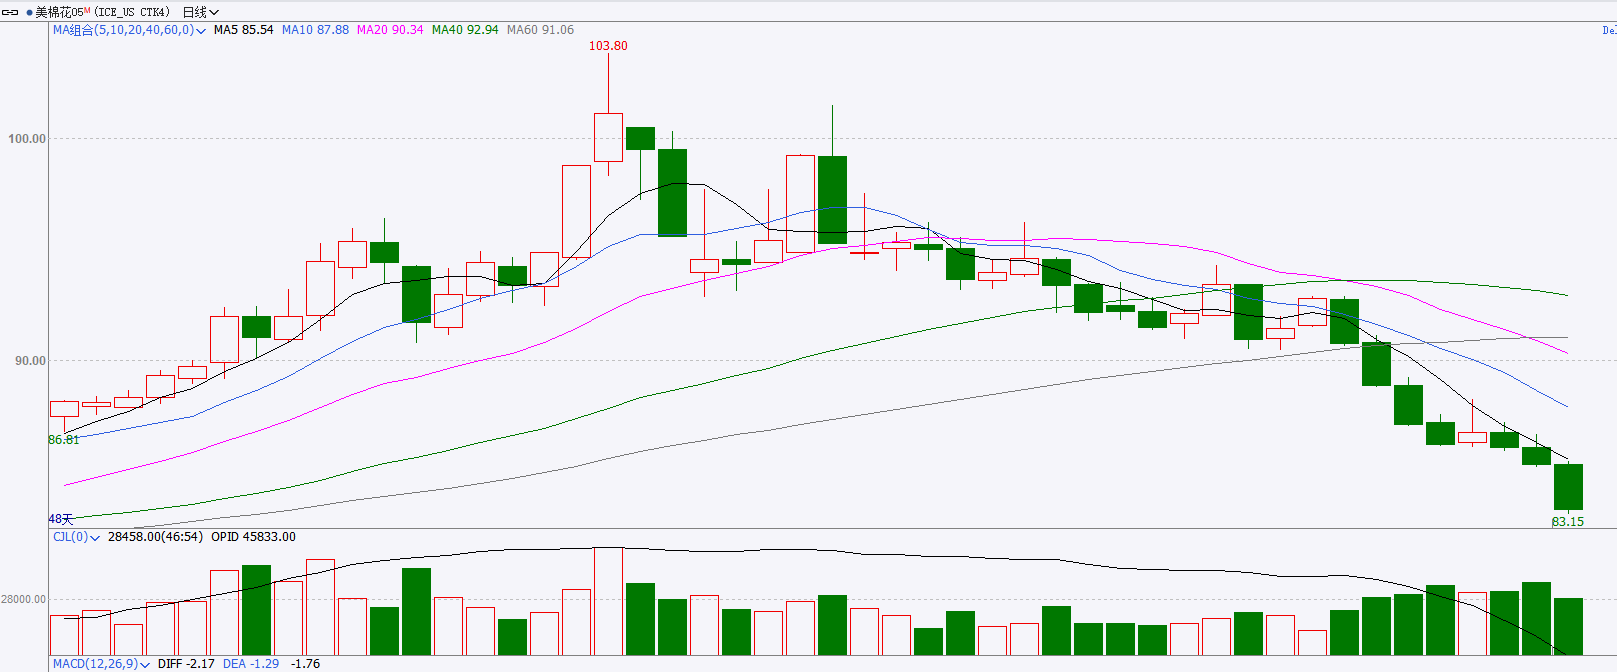 美棉花05M (ICE_US CTK4) 日线
MA组合(5,10,20,40,60,0) MA5 85.54 MA10 87.88 MA20 90.34 MA40 92.94 MA60 91.06
103.80
100.00
90.00
86.81
48天
83.15
CJL(0) 28458.00(46:54) OPID 45833.00
28000.00
MACD(12,26,9) DIFF -2.17 DEA -1.29 -1.76